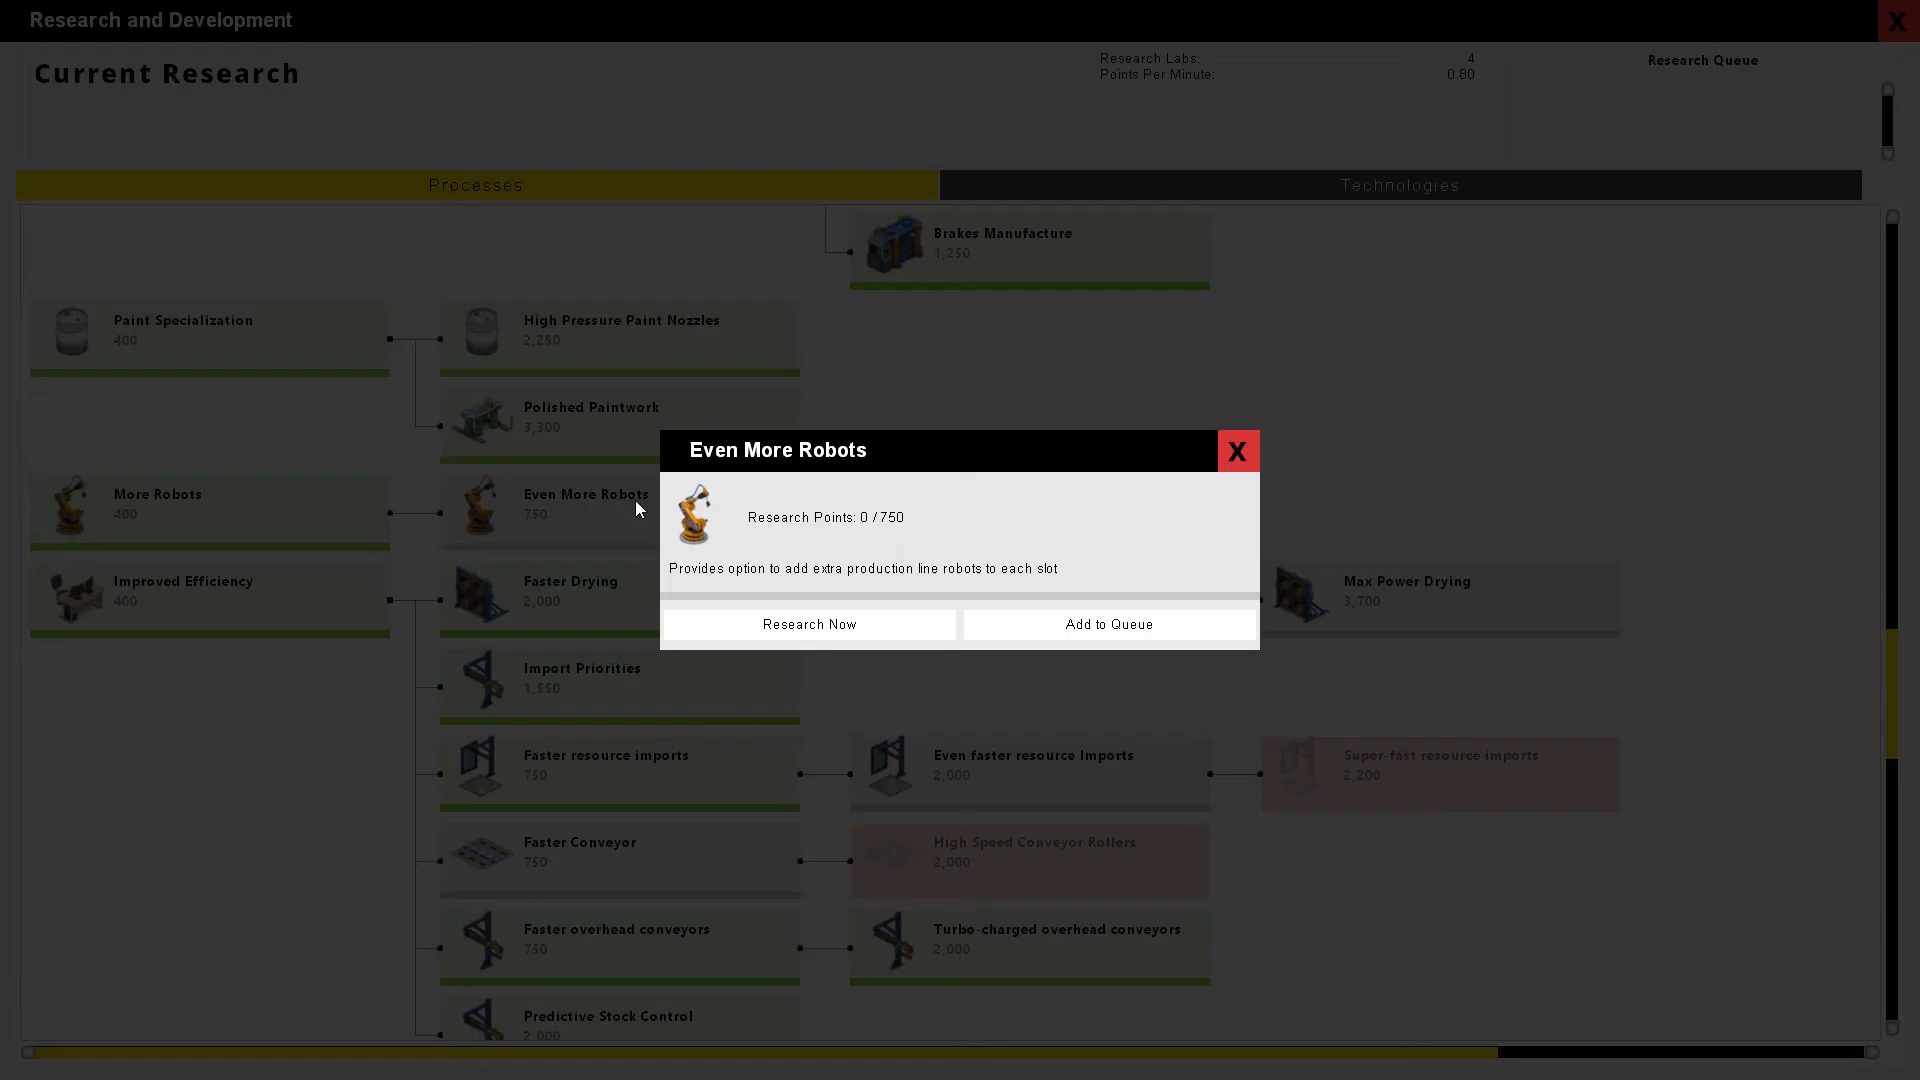 Research and Development
X
Current Research
Research Labs: 4
Points Per Minute: 0.80
Research Queue
Processes
Technologies
Brakes Manufacture
1,250
Paint Specialization
400
High Pressure Paint Nozzles
2,250
Polished Paintwork
3,300
Even More Robots
X
More Robots
400
Even More Robots
750
Research Points: 0 / 750
Provides option to add extra production line robots to each slot
Research Now
Add to Queue
Improved Efficiency
400
Faster Drying
2,000
Max Power Drying
3,700
Import Priorities
1,550
Faster resource imports
750
Even faster resource Imports
2,000
Super-fast resource imports
2,200
Faster Conveyor
750
High Speed Conveyor Rollers
2,000
Faster overhead conveyors
750
Turbo-charged overhead conveyors
2,000
Predictive Stock Control
2,000